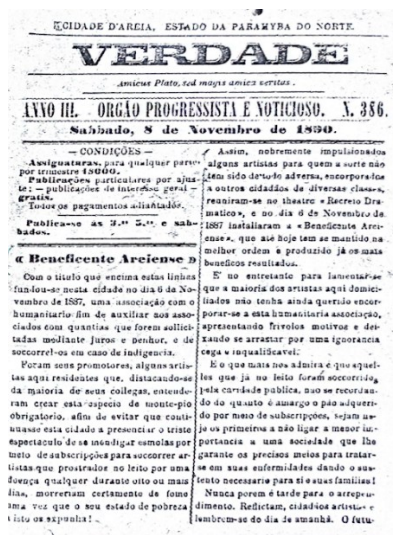 CIDADE D'AREIA, ESTADO DA PARAHYBA DO NORTE.
VERDADE
Amicus Plato, sed magis amica veritas.
ANNO III. ORGÃO PROGRESSISTA E NOTICIOSO. N. 386.
Sabbado, 8 de Novembro de 1890.
— CONDIÇÕES —
Assignaturas, para qualquer parte
por trimestre 1$000.
Publicações particulares por ajus-
te; — publicações de interesse geral —
gratis.
Todos os pagamentos adiantados.
Publica-se ás 3.as 5.as e sab-
bados.
« Beneficente Areiense »
Com o titulo que encima estas linhas
fundou-se nesta cidade no dia 6 de No-
vembro de 1887, uma associação com o
humanitario fim de auxiliar aos asso-
ciados com quantias que forem sollici-
tadas mediante juros e penhor, e de
soccorrel-os em caso de indigencia.
Foram seus promotores, alguns artis-
tas aqui residentes que, distacando-se
da maioria de seus collegas, entende-
ram crear esta especie de monte-pio
obrigatorio, afim de evitar que conti-
nuasse esta cidade a presenciar o triste
espectaculo de se mendigar esmolas por
meio de subscripções para soccorrer ar-
tistas que prostrados no leito por uma
doença qualquer durante oito ou mais
dias, morreriam certamente de fome
uma vez que o seu estado de pobreza
a isto os expunha!
Assim, nobremente impulsionados
alguns artistas para quem a sorte não
tem sido de todo adversa, encorporados
a outros cidadãos de diversas classes,
reuniram-se no theatro «Recreio Dra-
matico», e no dia 6 de Novembro de
1887 installaram a «Beneficente Arei-
ense», que até hoje tem se mantido na
melhor ordem e produzido já os mais
beneficos resultados.
E' no entretanto para lamentar-se
que a maioria dos artistas aqui domici-
liados não tenha ainda querido encor-
porar-se a esta humanitaria associação,
apresentando frivolos motivos e dei-
xando se arrastar por uma ignorancia
cega e inqualificavel.
E o que mais nos admira é que aquel-
les que já no leito foram soccorridos
pela caridade publica, não se recordan-
do do quanto é amargo o pão adqueri-
do por meio de subscripções, sejam jus-
te os primeiros a não ligar a menor im-
portancia a uma sociedade que lhe
garante os precisos meios para tratar-
se em suas enfermidades dando o sus-
tento necessario para si e suas familias!
Nunca porem é tarde para o arrepen-
dimento. Reflictam, cidadãos artistas e
lembrem-se do dia de amanhã. O futu-